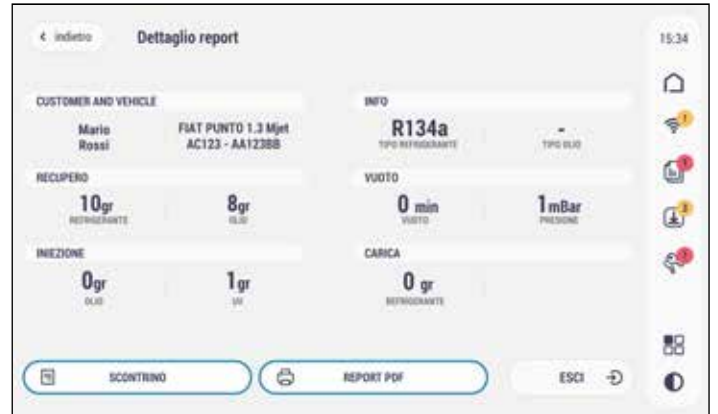 indietro
Dettaglio report
15:34
CUSTOMER AND VEHICLE
Mario
Rossi
FIAT PUNTO 1.3 Mjet
AC123 - AA123BB
INFO
R134a
TIPO REFRIGERANTE
-
TIPO OLIO
RECUPERO
10gr
REFRIGERANTE
8gr
OLIO
VUOTO
0 min
VUOTO
1mBar
PRESSIONE
INIEZIONE
0gr
OLIO
1gr
UV
CARICA
0 gr
REFRIGERANTE
SCONTRINO
REPORT PDF
ESCI